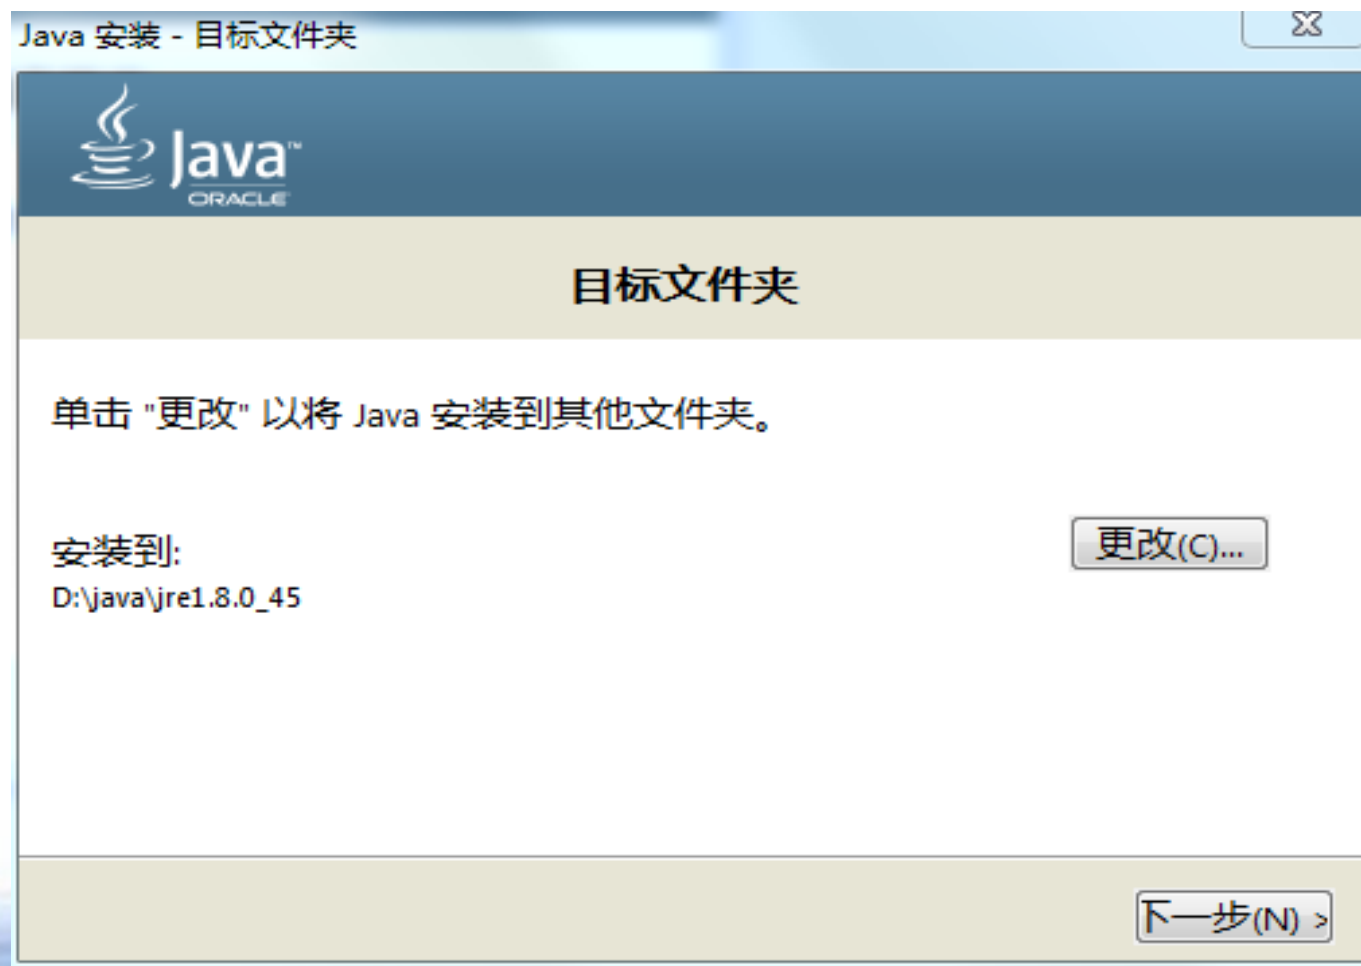 Java 安装 - 目标文件夹
Java™
ORACLE
目标文件夹
单击 "更改" 以将 Java 安装到其他文件夹。
更改(C)...
安装到:
D:\java\jre1.8.0_45
下一步(N) >